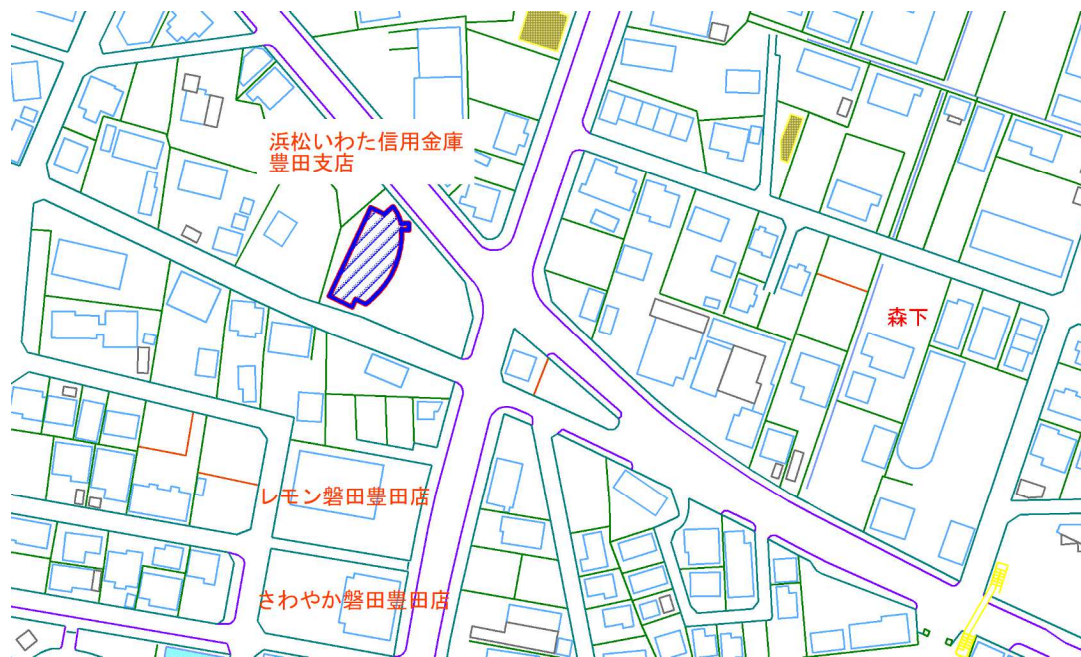 浜松いわた信用金庫
豊田支店
森下
レモン磐田豊田店
さわやか磐田豊田店